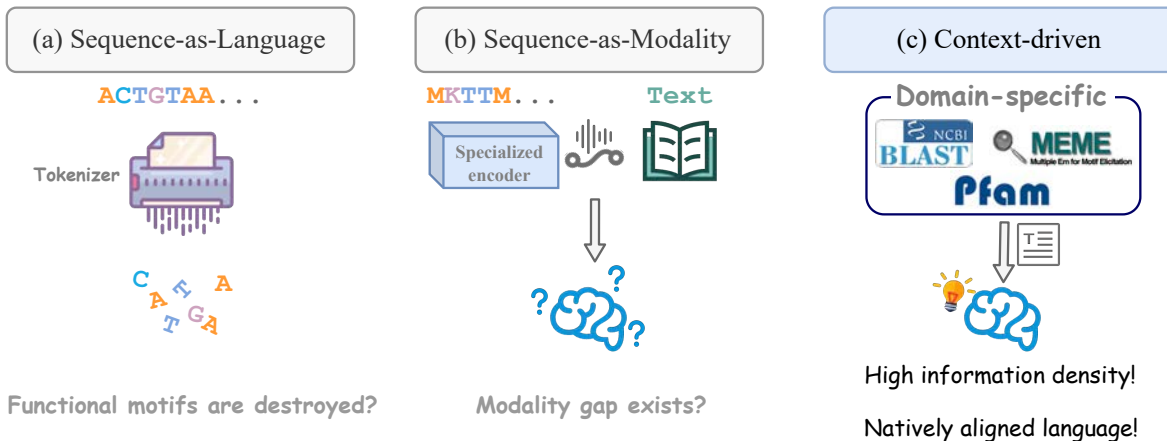 (a) Sequence-as-Language
ACTGTAA...
Tokenizer
C
A
T
T
G
A
A
Functional motifs are destroyed?
(b) Sequence-as-Modality
MKTTM...
Text
Specialized
encoder
?
?
?
Modality gap exists?
(c) Context-driven
Domain-specific
NCBI
BLAST
MEME
Multiple Em for Motif Elicitation
Pfam
T
High information density!
Natively aligned language!